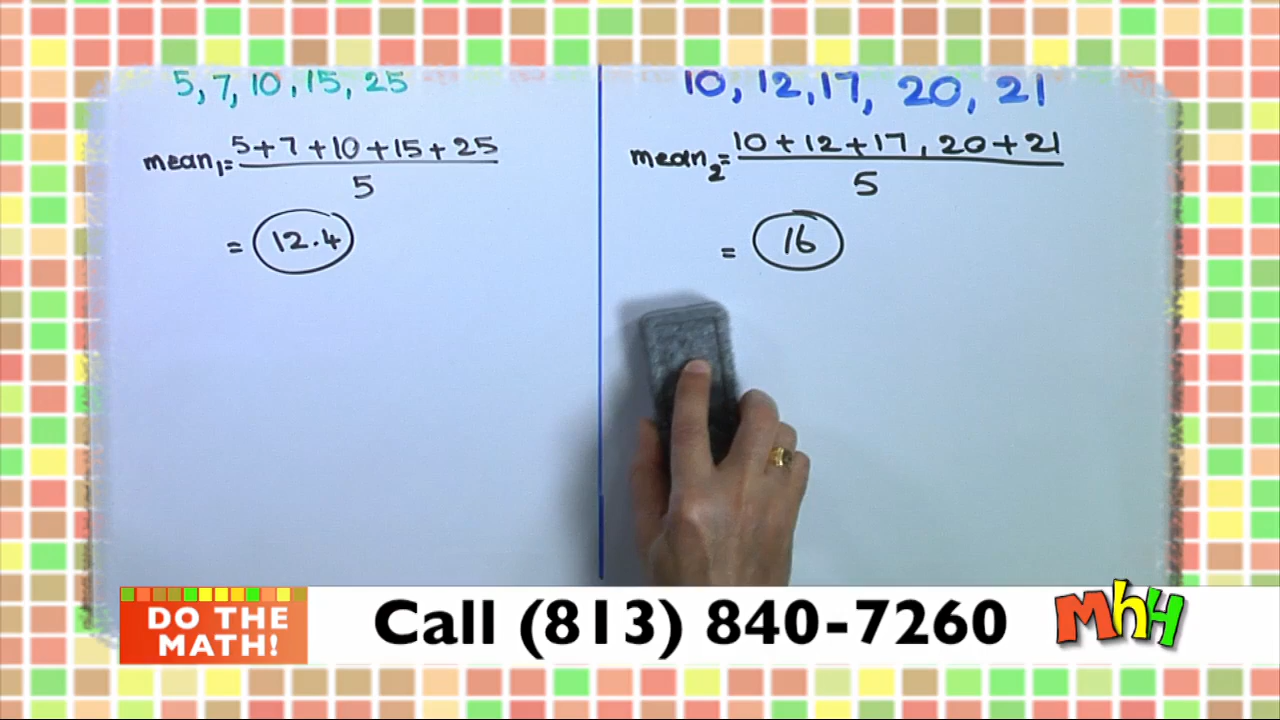 5, 7, 10, 15, 25
mean₁ = 5+7+10+15+25
5
= 12.4
10, 12, 17, 20, 21
mean₂ = 10+12+17, 20+21
5
= 16
DO THE
MATH!
Call (813) 840-7260
Mh4